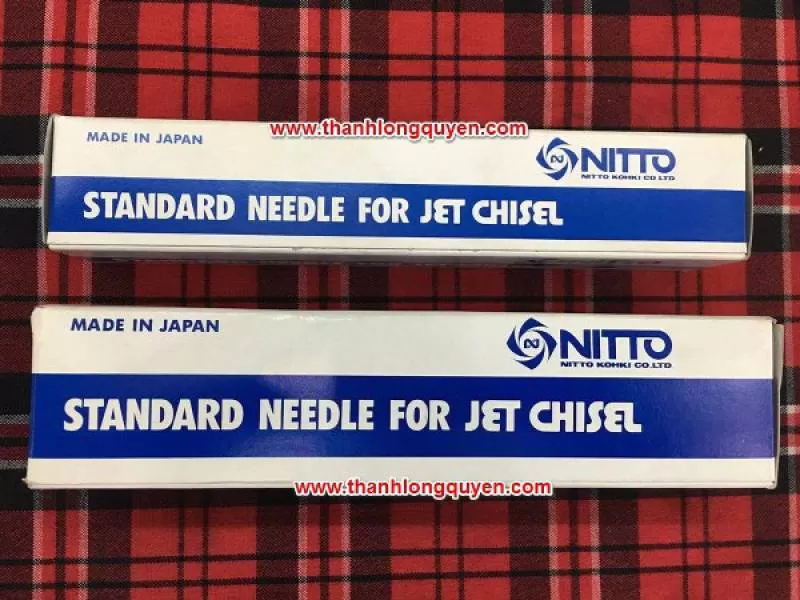 www.thanhlongquyen.com
MADE IN JAPAN
NITTO
NITTO KOHKI CO.LTD.
STANDARD NEEDLE FOR JET CHISEL
MADE IN JAPAN
NITTO
NITTO KOHKI CO.LTD.
STANDARD NEEDLE FOR JET CHISEL
www.thanhlongquyen.com